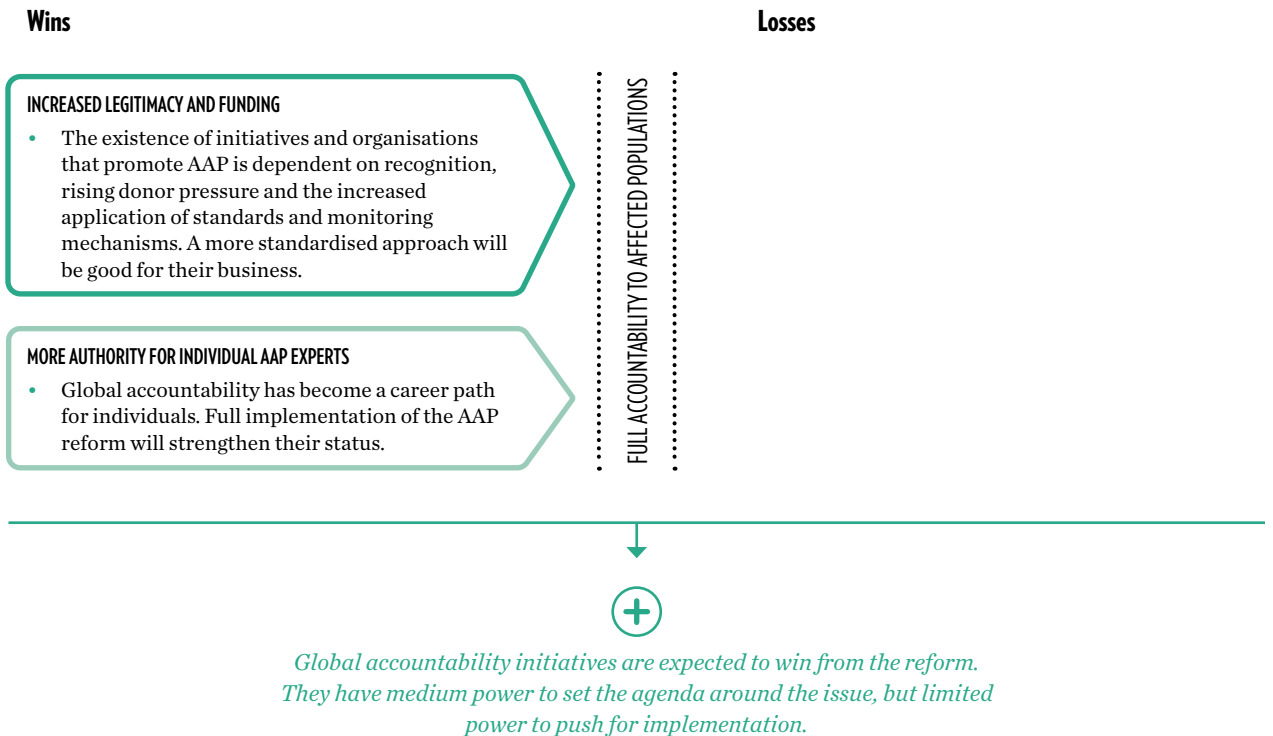 Wins
Losses
INCREASED LEGITIMACY AND FUNDING
• The existence of initiatives and organisations
that promote AAP is dependent on recognition,
rising donor pressure and the increased
application of standards and monitoring
mechanisms. A more standardised approach will
be good for their business.
MORE AUTHORITY FOR INDIVIDUAL AAP EXPERTS
• Global accountability has become a career path
for individuals. Full implementation of the AAP
reform will strengthen their status.
FULL ACCOUNTABILITY TO AFFECTED POPULATIONS
Global accountability initiatives are expected to win from the reform.
They have medium power to set the agenda around the issue, but limited
power to push for implementation.